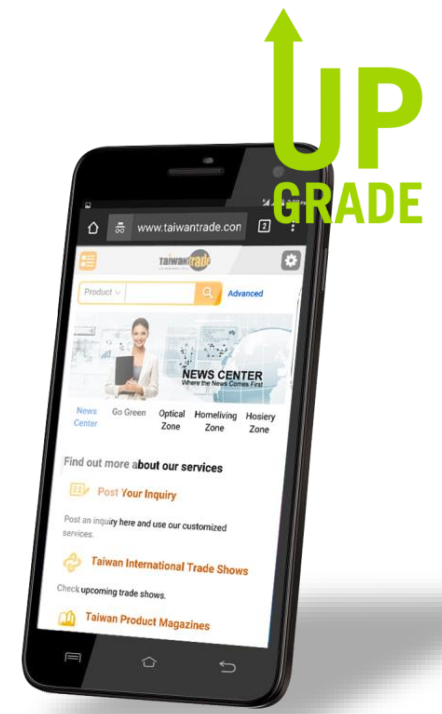 UP
GRADE
www.taiwantrade.con
2
Taiwantrade
Product
Advanced
NEWS CENTER
Where the News Comes First
News Center
Go Green
Optical Zone
Homeliving Zone
Hosiery Zone
Find out more about our services
Post Your Inquiry
Post an inquiry here and use our customized
services.
Taiwan International Trade Shows
Check upcoming trade shows.
Taiwan Product Magazines